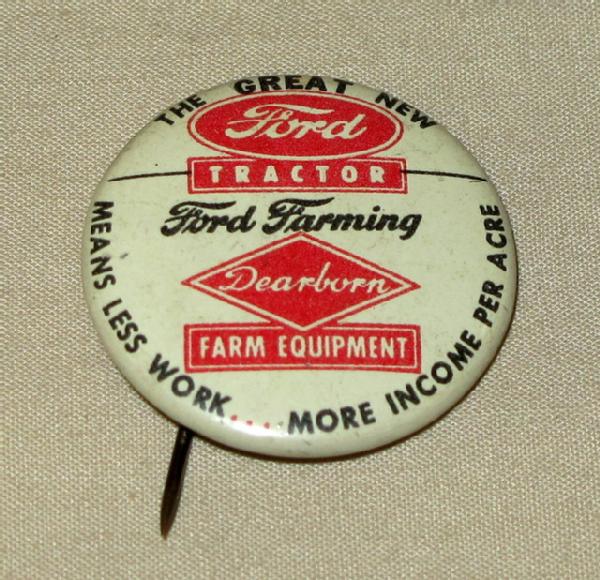 THE GREAT NEW
Ford
TRACTOR
Ford Farming
Dearborn
FARM EQUIPMENT
MEANS LESS WORK.... MORE INCOME PER ACRE